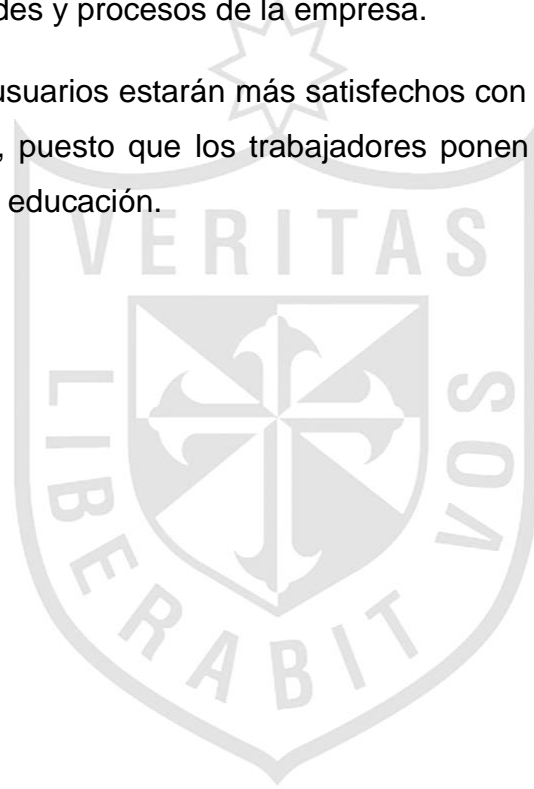 des y procesos de la empresa.
usuarios estarán más satisfechos con
, puesto que los trabajadores ponen
educación.
VERITAS
LIBERABIT
VOS